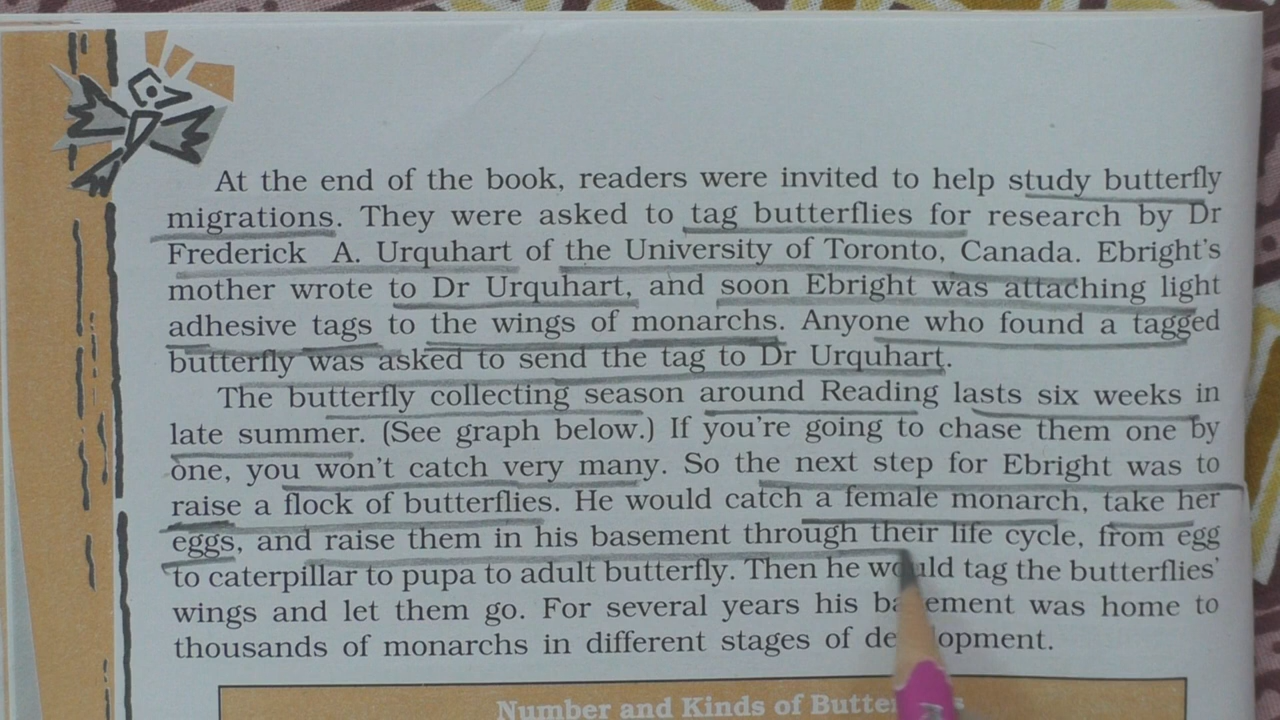 At the end of the book, readers were invited to help study butterfly
migrations. They were asked to tag butterflies for research by Dr
Frederick A. Urquhart of the University of Toronto, Canada. Ebright's
mother wrote to Dr Urquhart, and soon Ebright was attaching light
adhesive tags to the wings of monarchs. Anyone who found a tagged
butterfly was asked to send the tag to Dr Urquhart.
The butterfly collecting season around Reading lasts six weeks in
late summer. (See graph below.) If you're going to chase them one by
one, you won't catch very many. So the next step for Ebright was to
raise a flock of butterflies. He would catch a female monarch, take her
eggs, and raise them in his basement through their life cycle, from egg
to caterpillar to pupa to adult butterfly. Then he would tag the butterflies'
wings and let them go. For several years his basement was home to
thousands of monarchs in different stages of development.
Number and Kinds of